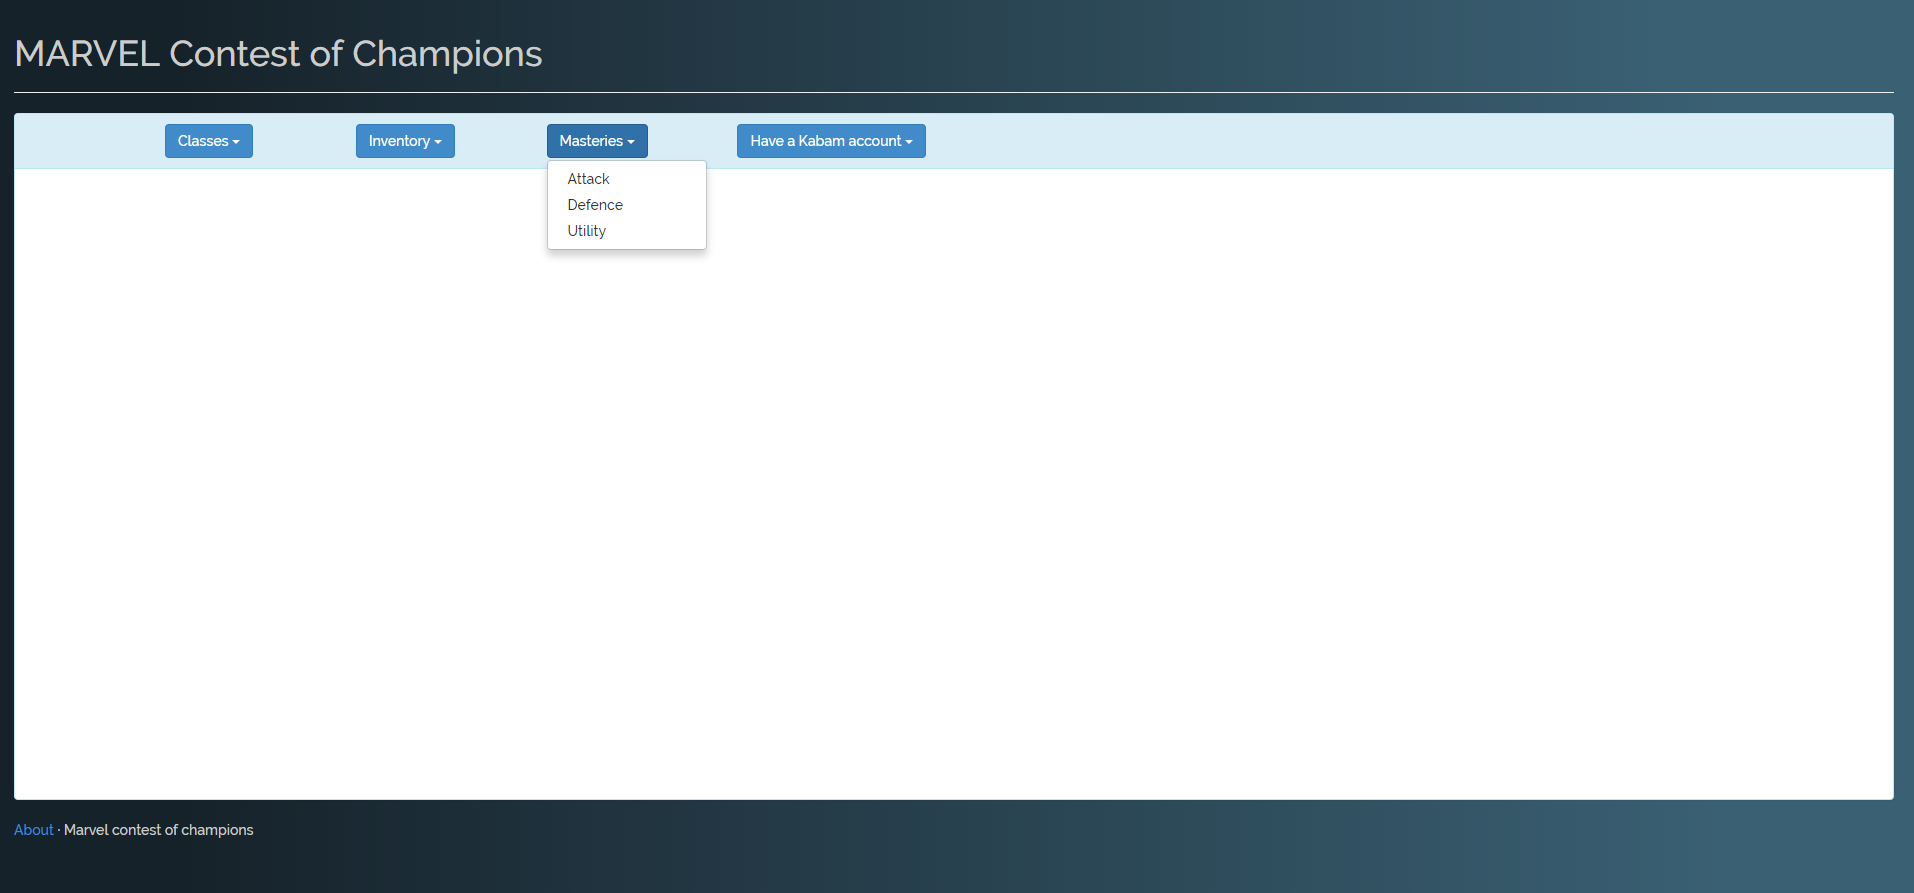 MARVEL Contest of Champions
Classes Inventory Masteries Have a Kabam account
Attack
Defence
Utility
About · Marvel contest of champions